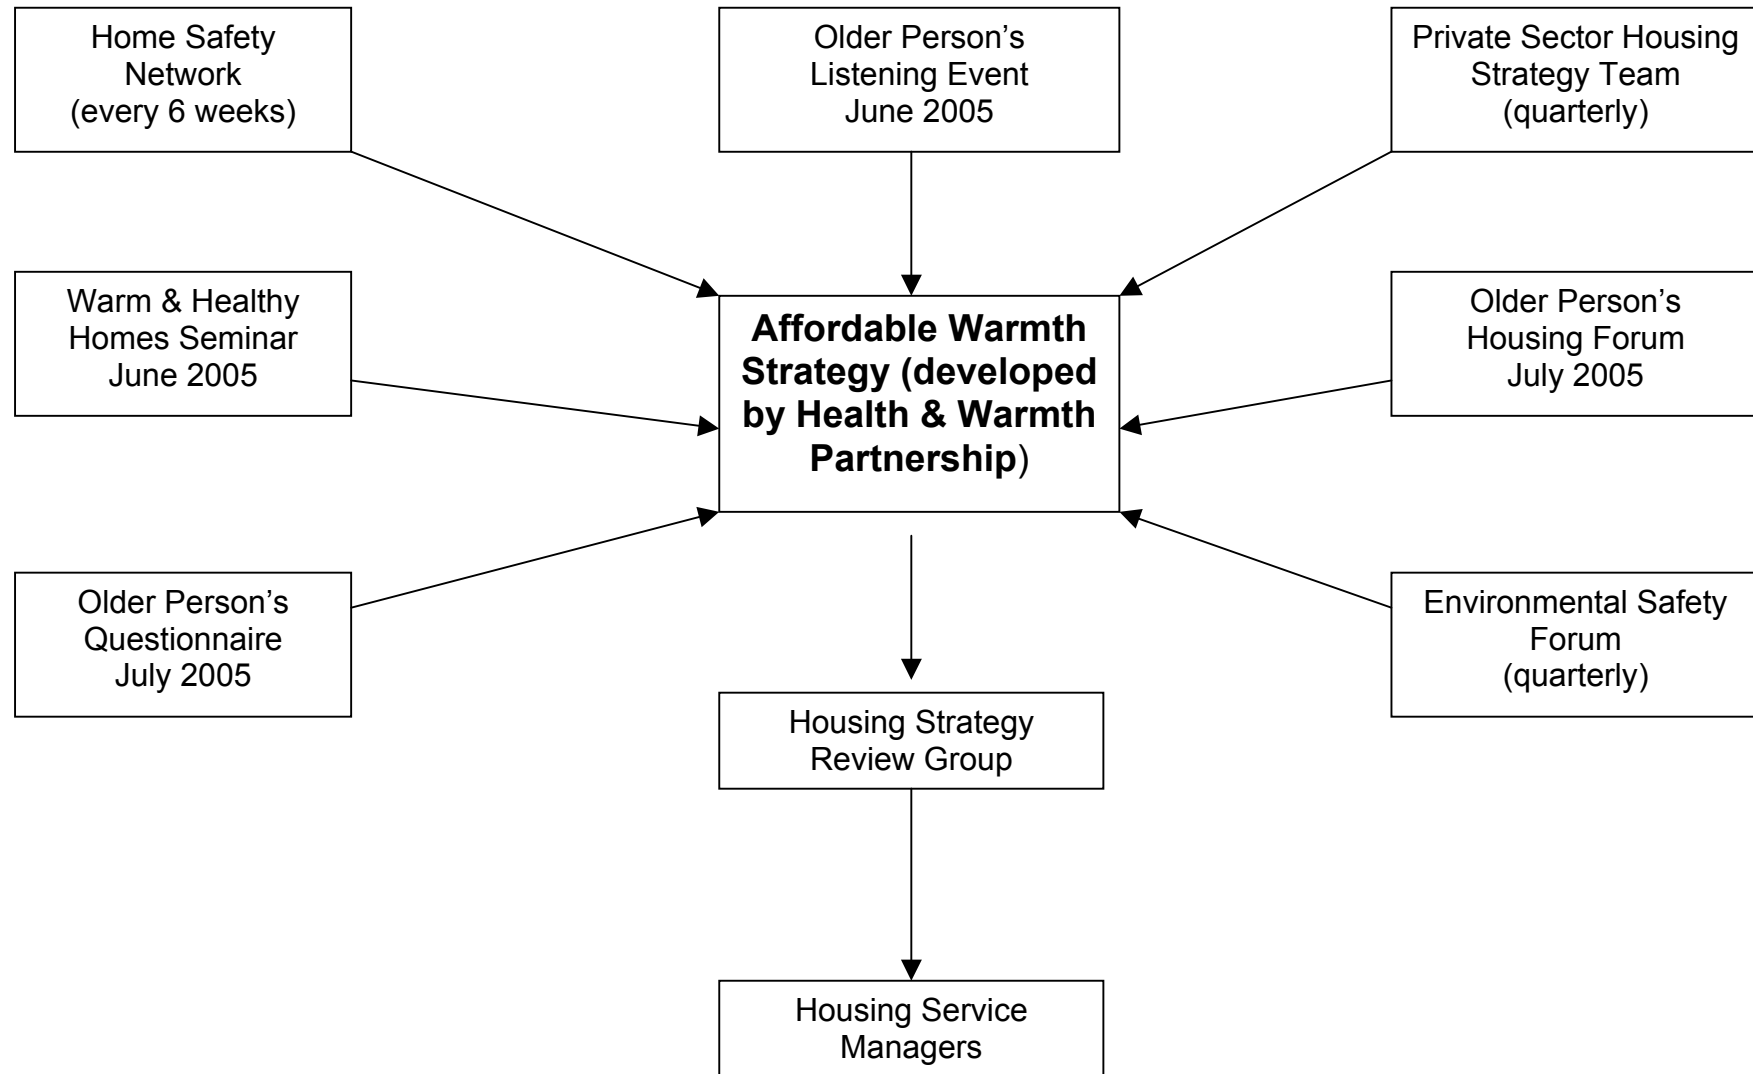 Home Safety
Network
(every 6 weeks)
Older Person’s
Listening Event
June 2005
Private Sector Housing
Strategy Team
(quarterly)
Warm & Healthy
Homes Seminar
June 2005
Affordable Warmth
Strategy (developed
by Health & Warmth
Partnership)
Older Person’s
Housing Forum
July 2005
Older Person’s
Questionnaire
July 2005
Environmental Safety
Forum
(quarterly)
Housing Strategy
Review Group
Housing Service
Managers